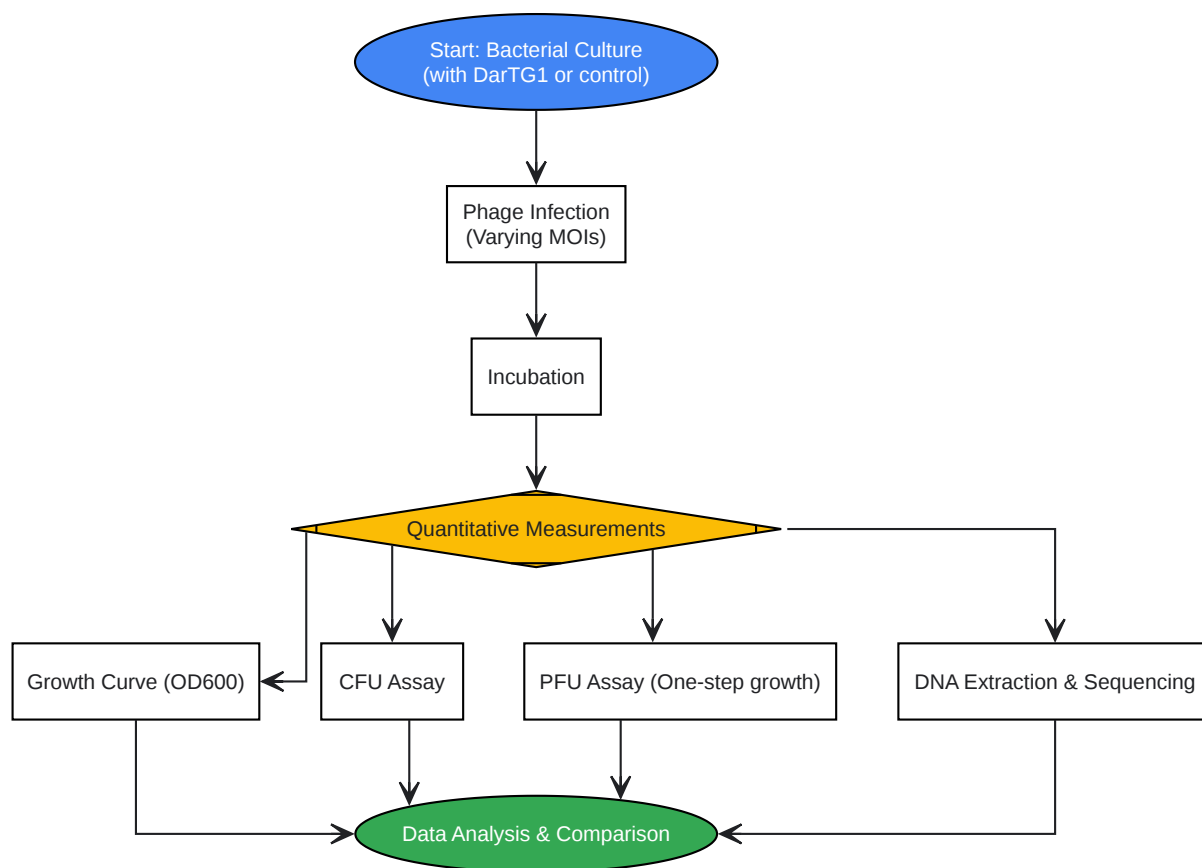 Start: Bacterial Culture
(with DarTG1 or control)
Phage Infection
(Varying MOIs)
Incubation
Quantitative Measurements
Growth Curve (OD600)
CFU Assay
PFU Assay (One-step growth)
DNA Extraction & Sequencing
Data Analysis & Comparison